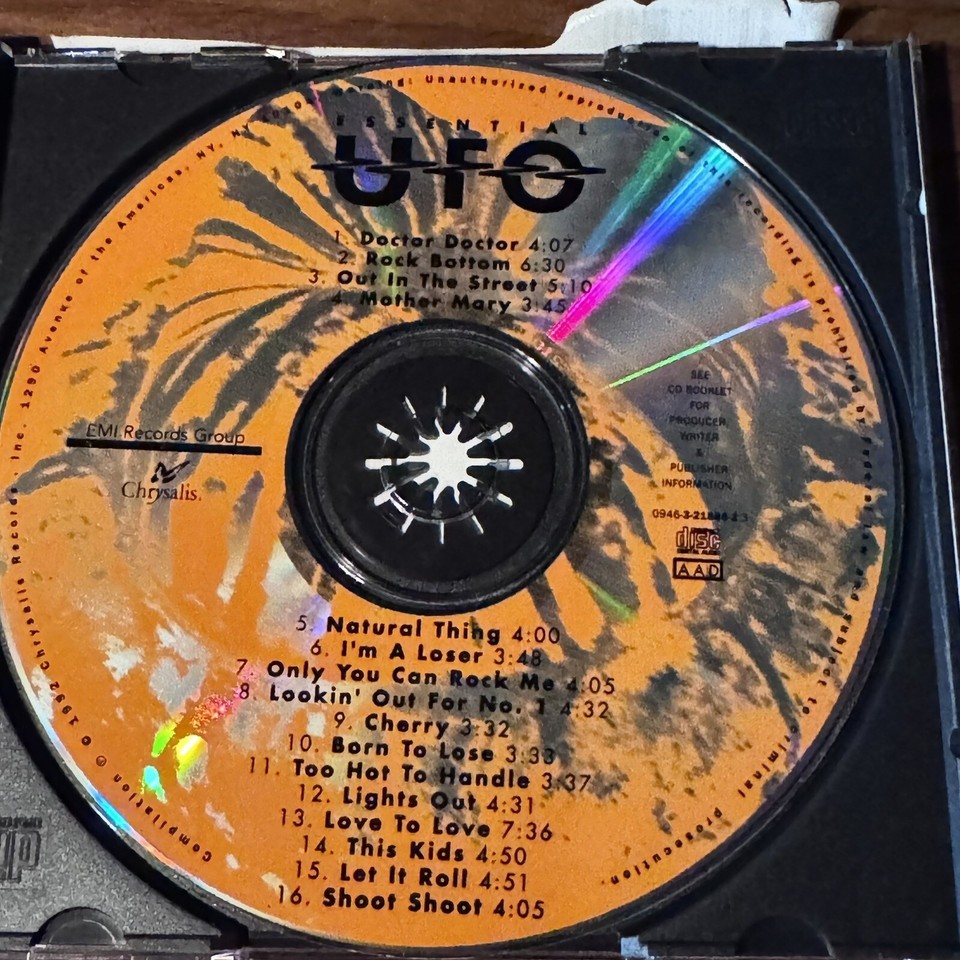 ESSENTIAL
UFO
1. Doctor Doctor 4:07
2. Rock Bottom 6:30
3. Out In The Street 5:10
4. Mother Mary 3:45
EMI Records Group
Chrysalis.
SEE
CD BOOKLET
FOR
PRODUCER,
WRITER
&
PUBLISHER
INFORMATION
0946-3-21
disc
AAD
5. Natural Thing 4:00
6. I'm A Loser 3:48
7. Only You Can Rock Me 4:05
8. Lookin' Out For No. 1 4:32
9. Cherry 3:32
10. Born To Lose 3:33
11. Too Hot To Handle 3:37
12. Lights Out 4:31
13. Love To Love 7:36
14. This Kids 4:50
15. Let It Roll 4:51
16. Shoot Shoot 4:05
Compilation ℗ © 1992 Chrysalis Records, Inc. 1290 Avenue of the Americas, NY, NY Unauthorized reproduction of this recording is prohibited by Federal law and subject to criminal prosecution.